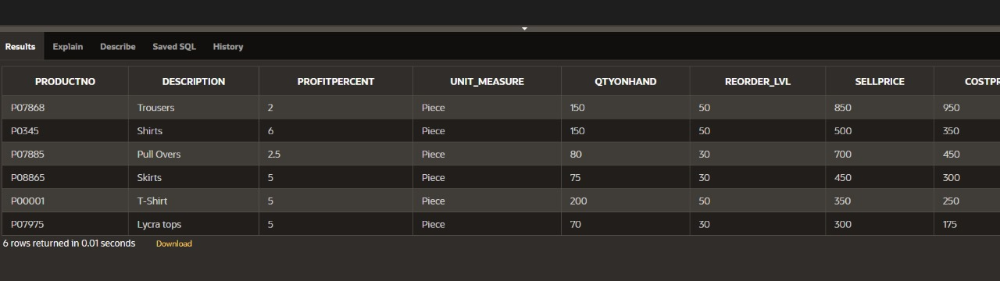 Results Explain Describe Saved SQL History
PRODUCTNO DESCRIPTION PROFITPERCENT UNIT_MEASURE QTYONHAND REORDER_LVL SELLPRICE COSTPR
P07868 Trousers 2 Piece 150 50 850 950
P0345 Shirts 6 Piece 150 50 500 350
P07885 Pull Overs 2.5 Piece 80 30 700 450
P08865 Skirts 5 Piece 75 30 450 300
P00001 T-Shirt 5 Piece 200 50 350 250
P07975 Lycra tops 5 Piece 70 30 300 175
6 rows returned in 0.01 seconds Download